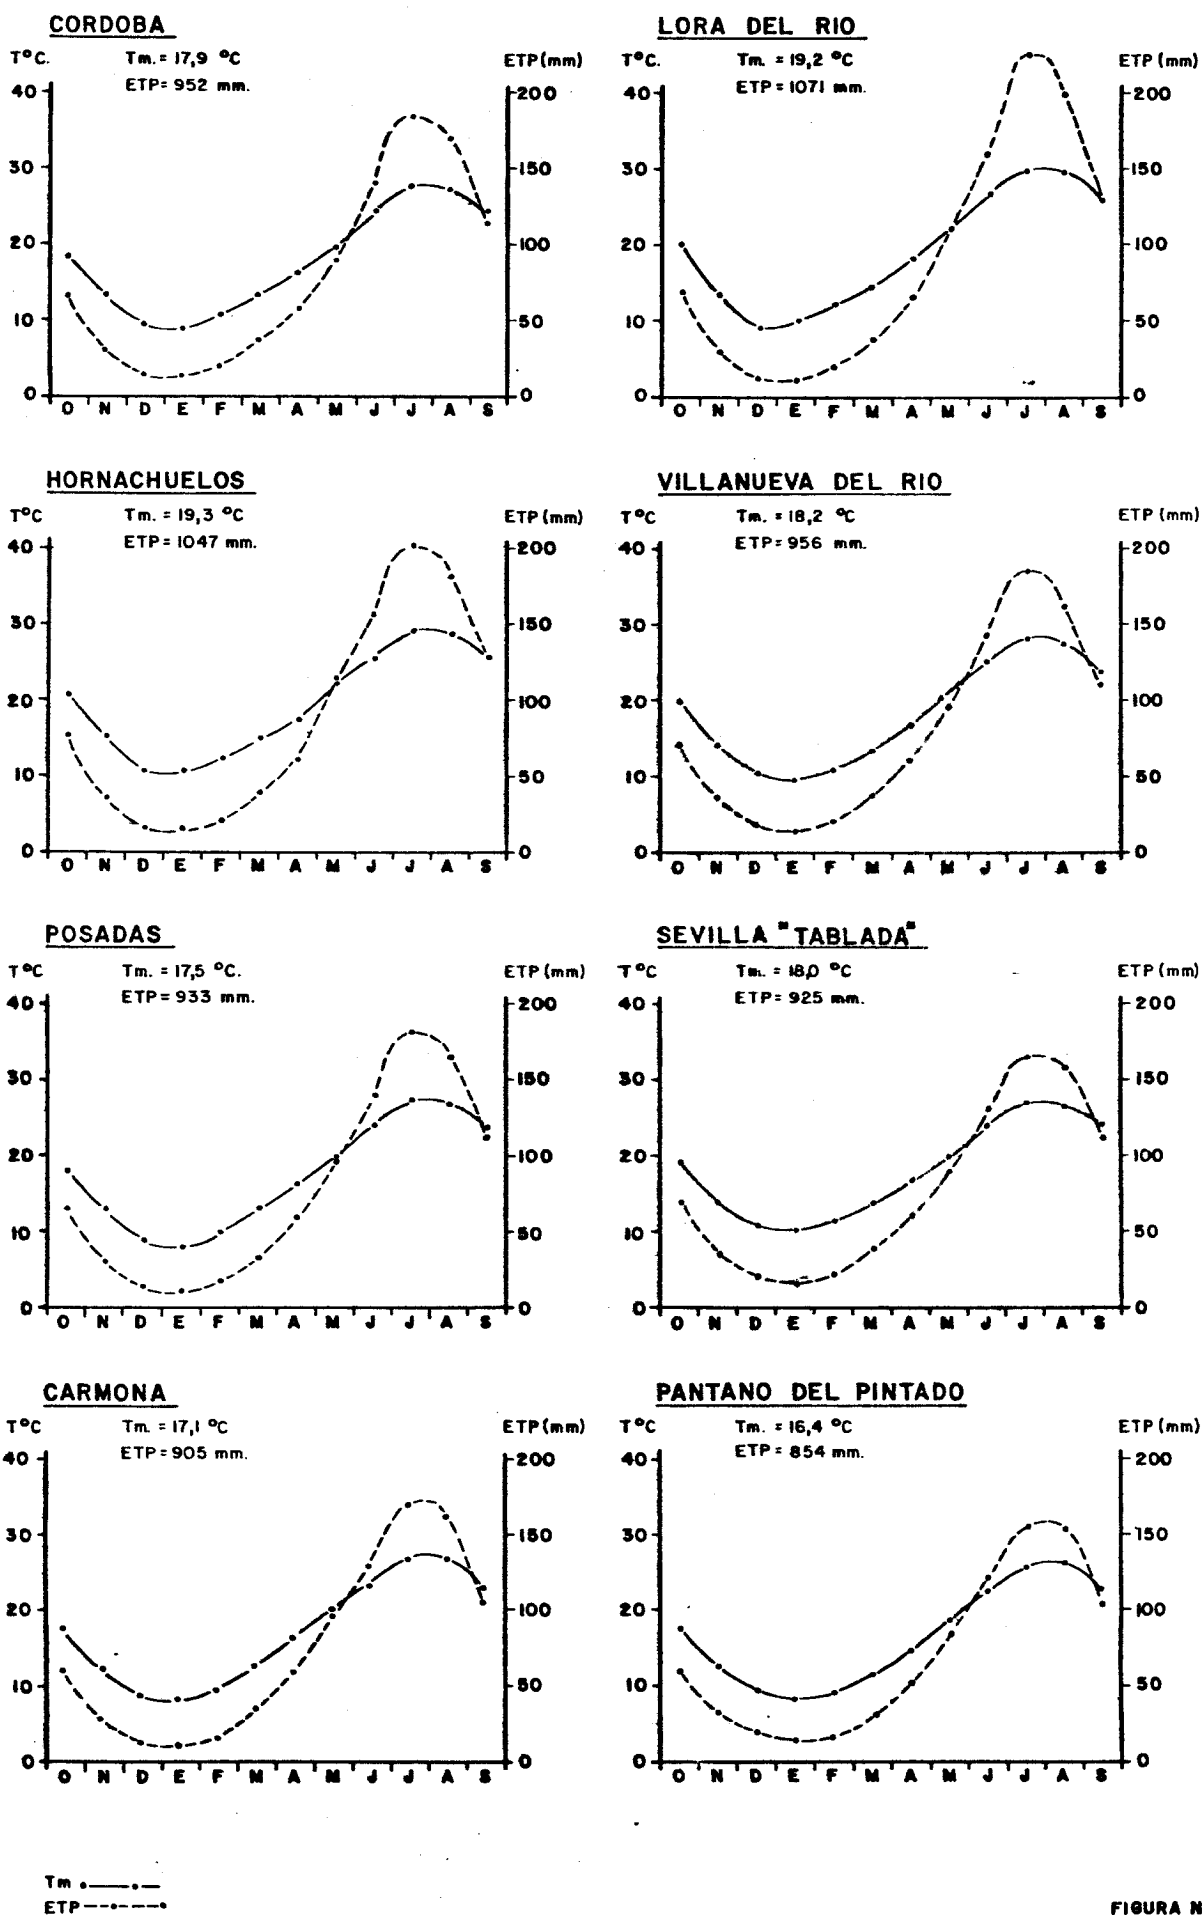 CORDOBA
T°C.
Tm. = 17,9 °C
ETP = 952 mm.
ETP (mm)
40
30
20
10
0
200
150
100
50
0
O N D E F M A M J J A S
LORA DEL RIO
T°C.
Tm. = 19,2 °C
ETP = 1071 mm.
ETP (mm)
40
30
20
10
0
200
150
100
50
0
O N D E F M A M J J A S
HORNACHUELOS
T°C
Tm. = 19,3 °C
ETP = 1047 mm.
ETP (mm)
40
30
20
10
0
200
150
100
50
0
O N D E F M A M J J A S
VILLANUEVA DEL RIO
T°C
Tm. = 18,2 °C
ETP = 956 mm.
ETP (mm)
40
30
20
10
0
200
150
100
50
0
O N D E F M A M J J A S
POSADAS
T°C
Tm. = 17,5 °C.
ETP = 933 mm.
ETP (mm)
40
30
20
10
0
200
150
100
50
0
O N D E F M A M J J A S
SEVILLA "TABLADA"
T°C
Tm. = 18,0 °C
ETP = 925 mm.
ETP (mm)
40
30
20
10
0
200
150
100
50
0
O N D E F M A M J J A S
CARMONA
T°C
Tm. = 17,1 °C
ETP = 905 mm.
ETP (mm)
40
30
20
10
0
200
150
100
50
0
O N D E F M A M J J A S
PANTANO DEL PINTADO
T°C
Tm. = 16,4 °C
ETP = 854 mm.
ETP (mm)
40
30
20
10
0
200
150
100
50
0
O N D E F M A M J J A S
Tm
ETP
FIGURA N